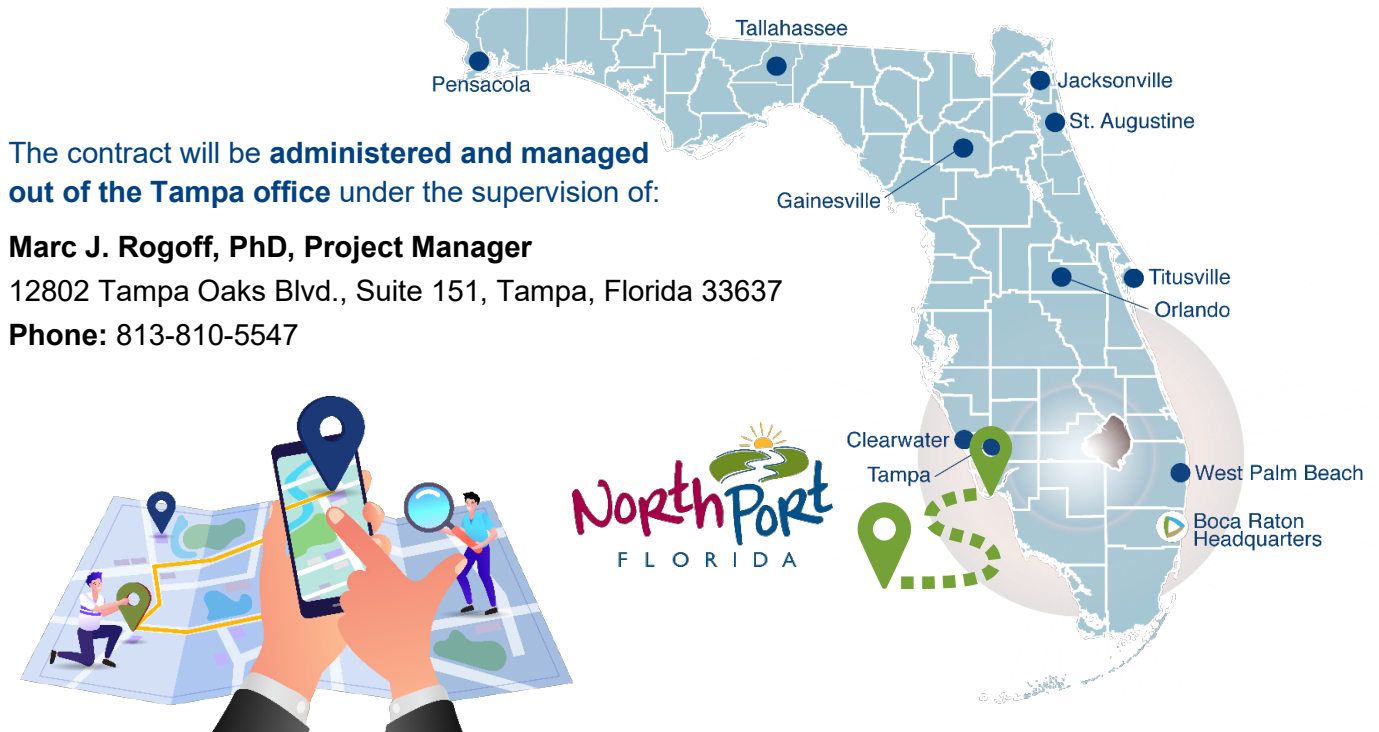 Tallahassee
Pensacola
Jacksonville
St. Augustine
The contract will be administered and managed
out of the Tampa office under the supervision of:
Gainesville
Marc J. Rogoff, PhD, Project Manager
12802 Tampa Oaks Blvd., Suite 151, Tampa, Florida 33637
Phone: 813-810-5547
Titusville
Orlando
Clearwater
Tampa
West Palm Beach
Boca Raton
Headquarters
North Port
FLORIDA